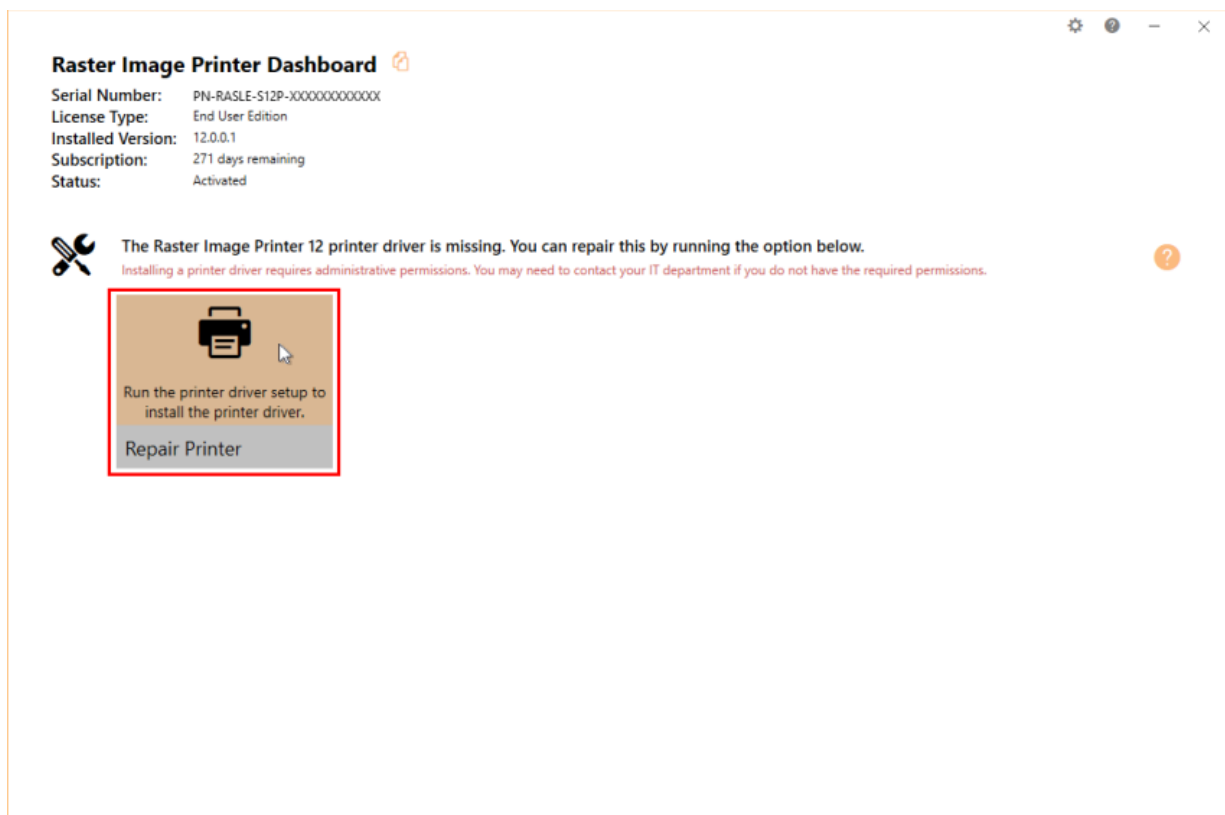 Raster Image Printer Dashboard
Serial Number: PN-RASLE-S12P-XXXXXXXXXXXX
License Type: End User Edition
Installed Version: 12.0.0.1
Subscription: 271 days remaining
Status: Activated
The Raster Image Printer 12 printer driver is missing. You can repair this by running the option below.
Installing a printer driver requires administrative permissions. You may need to contact your IT department if you do not have the required permissions.
Run the printer driver setup to
install the printer driver.
Repair Printer